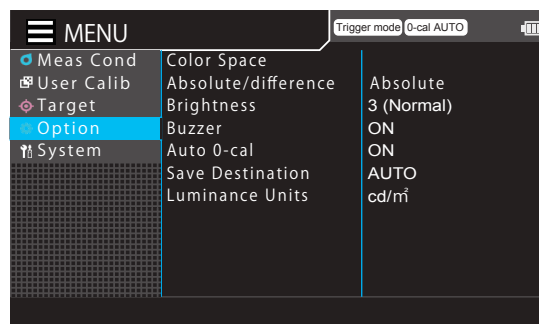 MENU
Trigger mode 0-cal AUTO
Meas Cond
User Calib
Target
Option
System
Color Space
Absolute/difference Absolute
Brightness 3 (Normal)
Buzzer ON
Auto 0-cal ON
Save Destination AUTO
Luminance Units cd/㎡